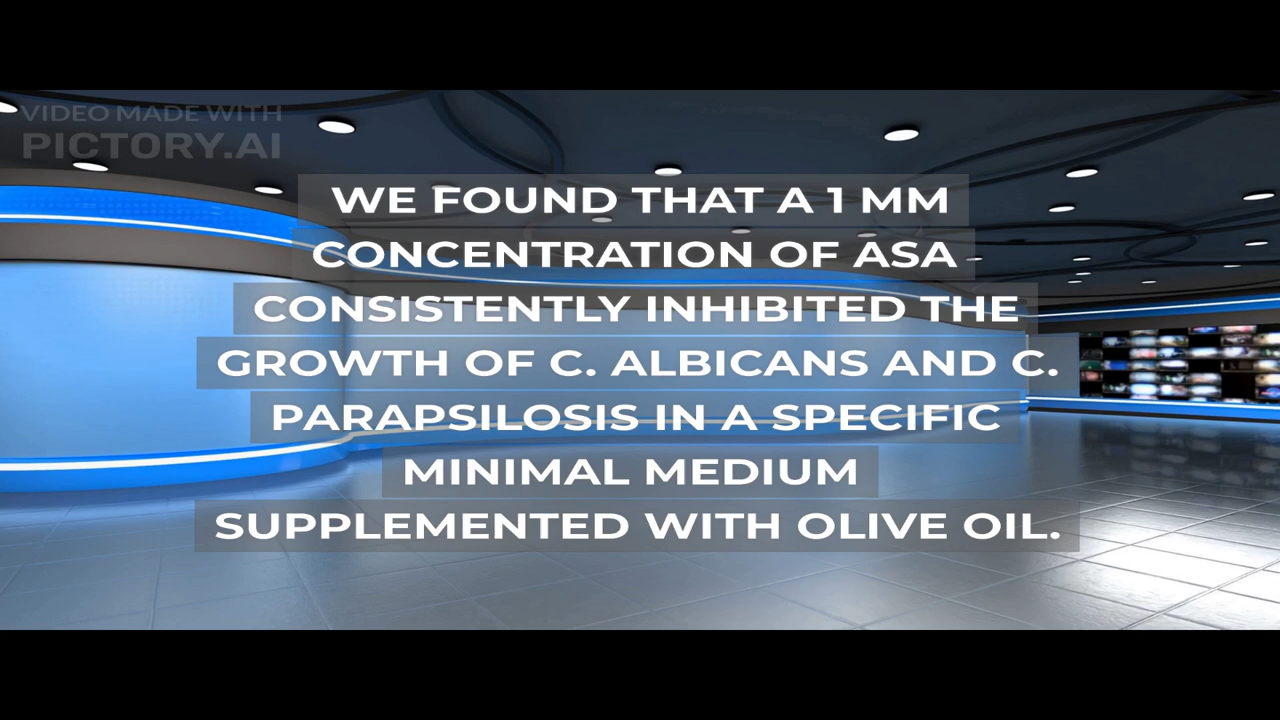 VIDEO MADE WITH
PICTORY.AI
WE FOUND THAT A 1 MM
CONCENTRATION OF ASA
CONSISTENTLY INHIBITED THE
GROWTH OF C. ALBICANS AND C.
PARAPSILOSIS IN A SPECIFIC
MINIMAL MEDIUM
SUPPLEMENTED WITH OLIVE OIL.